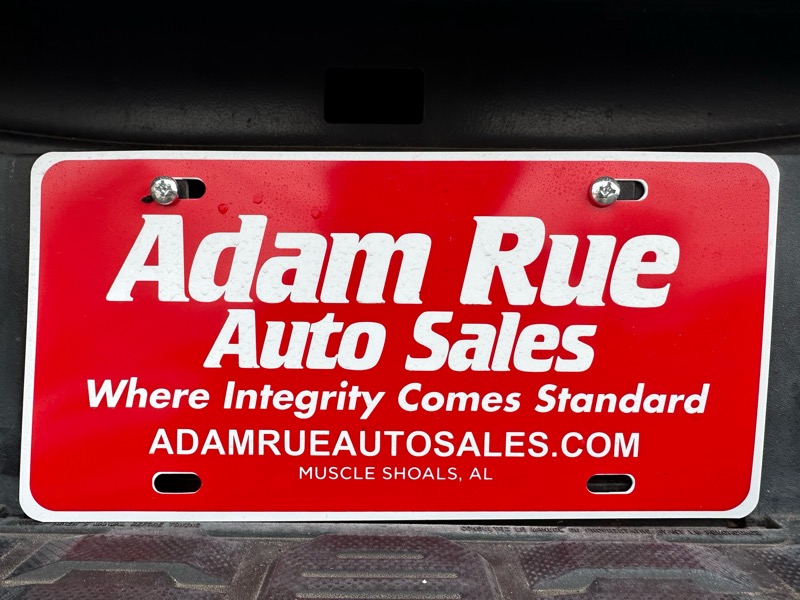 Adam Rue
Auto Sales
Where Integrity Comes Standard
ADAMRUEAUTOSALES.COM
MUSCLE SHOALS, AL